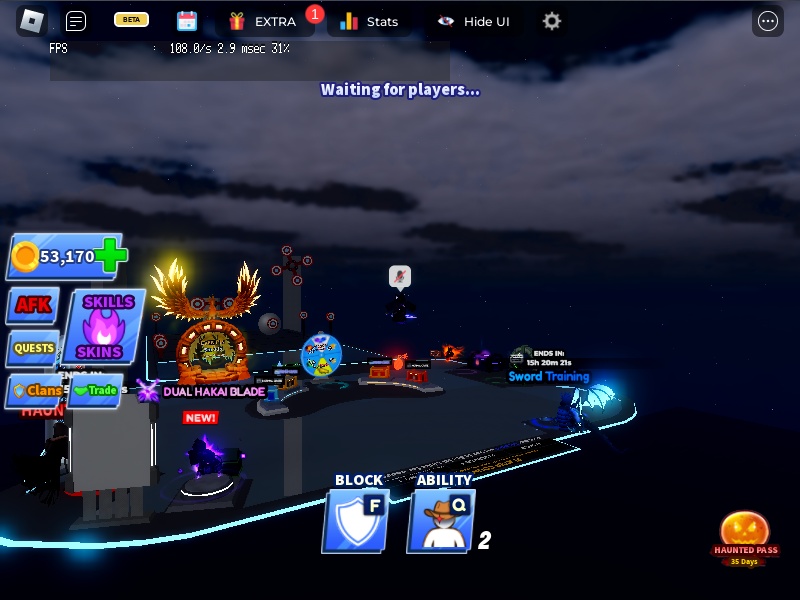 BETA
EXTRA
1
Stats
Hide UI
FPS : 108.0/s 2.9 msec 31%
Waiting for players...
53,170
AFK
SKILLS
SKINS
QUESTS
Clans
Trade
HAUN
DUAL HAKAI BLADE
NEW!
ENDS IN:
15h 20m 21s
Sword Training
BLOCK
F
ABILITY
Q
2
HAUNTED PASS
35 Days